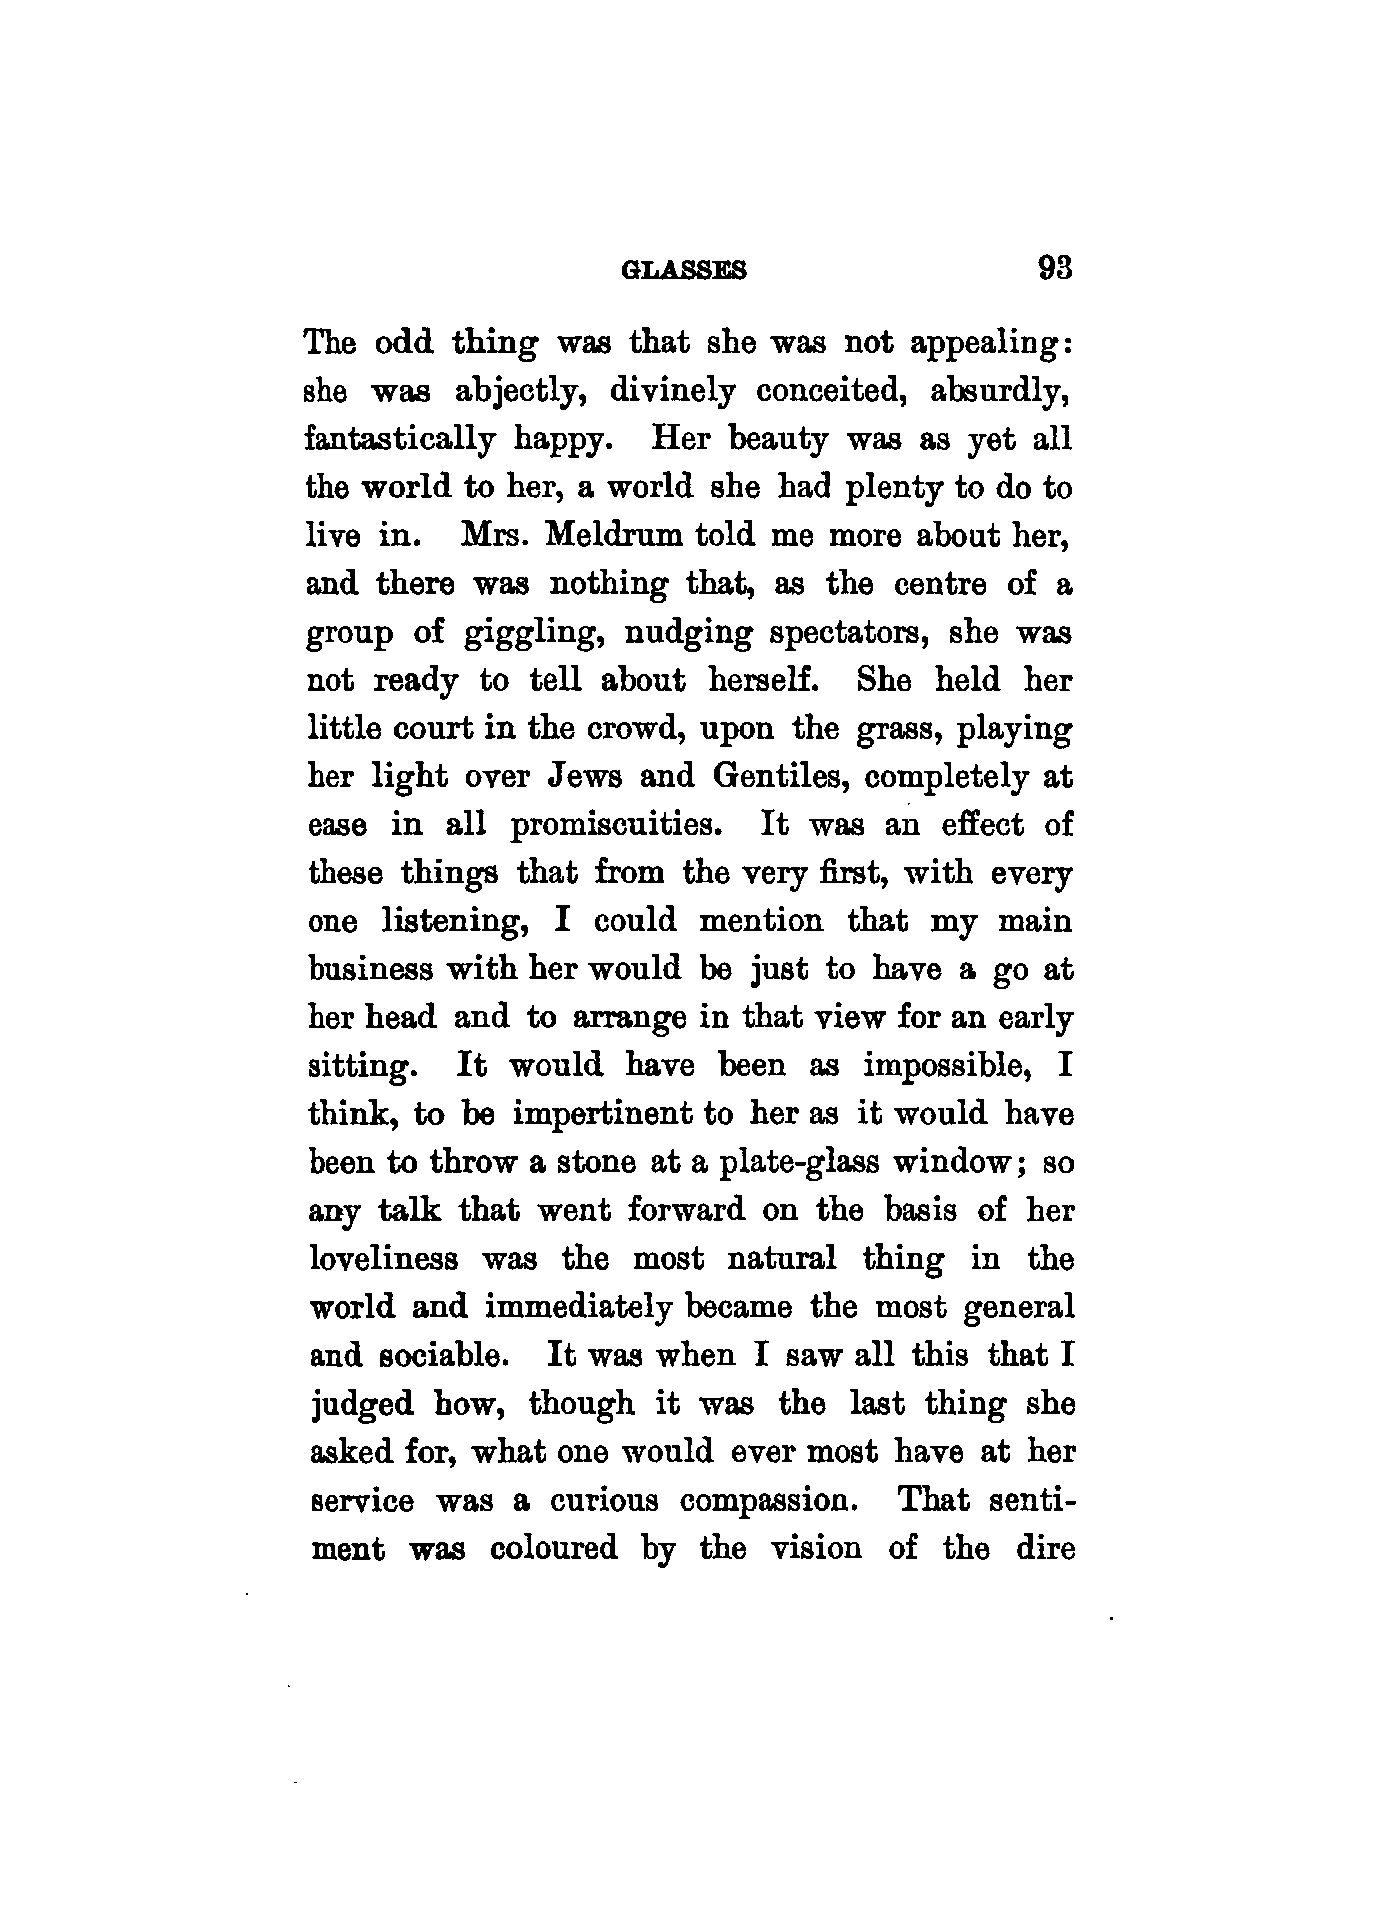 GLASSES 93
The odd thing was that she was not appealing:
she was abjectly, divinely conceited, absurdly,
fantastically happy. Her beauty was as yet all
the world to her, a world she had plenty to do to
live in. Mrs. Meldrum told me more about her,
and there was nothing that, as the centre of a
group of giggling, nudging spectators, she was
not ready to tell about herself. She held her
little court in the crowd, upon the grass, playing
her light over Jews and Gentiles, completely at
ease in all promiscuities. It was an effect of
these things that from the very first, with every
one listening, I could mention that my main
business with her would be just to have a go at
her head and to arrange in that view for an early
sitting. It would have been as impossible, I
think, to be impertinent to her as it would have
been to throw a stone at a plate-glass window; so
any talk that went forward on the basis of her
loveliness was the most natural thing in the
world and immediately became the most general
and sociable. It was when I saw all this that I
judged how, though it was the last thing she
asked for, what one would ever most have at her
service was a curious compassion. That senti-
ment was coloured by the vision of the dire